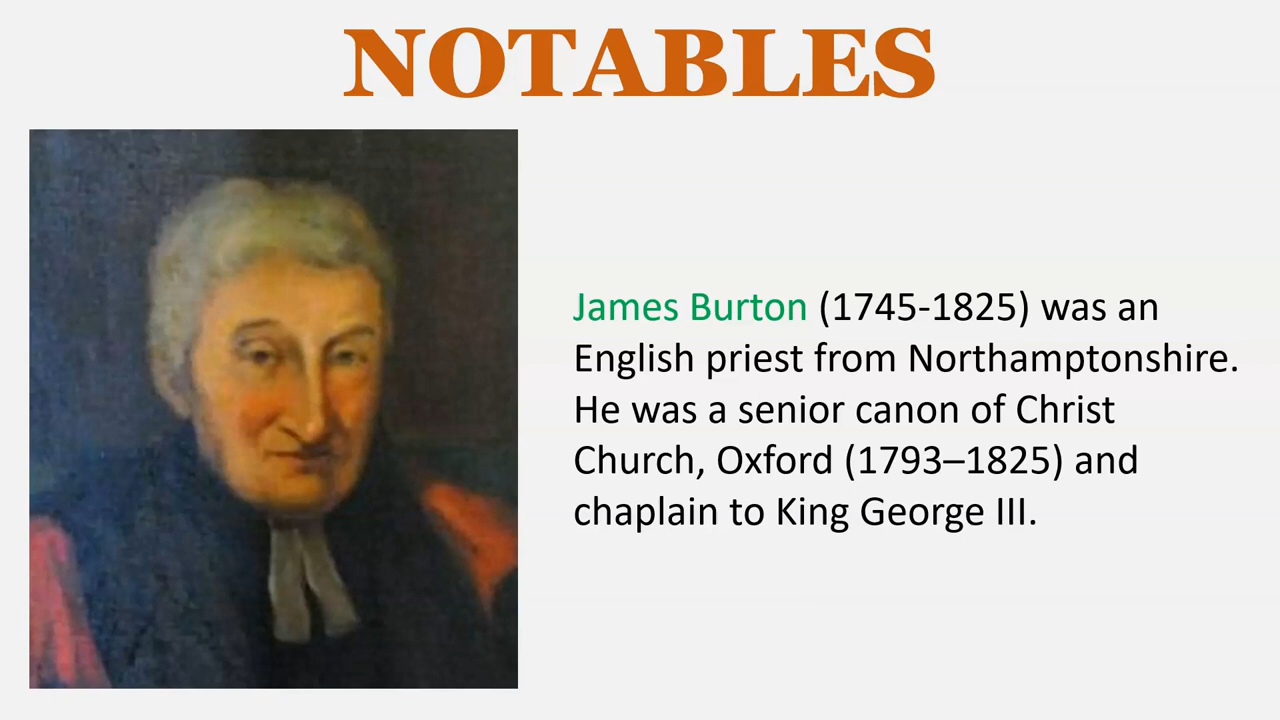 NOTABLES
James Burton (1745-1825) was an
English priest from Northamptonshire.
He was a senior canon of Christ
Church, Oxford (1793–1825) and
chaplain to King George III.